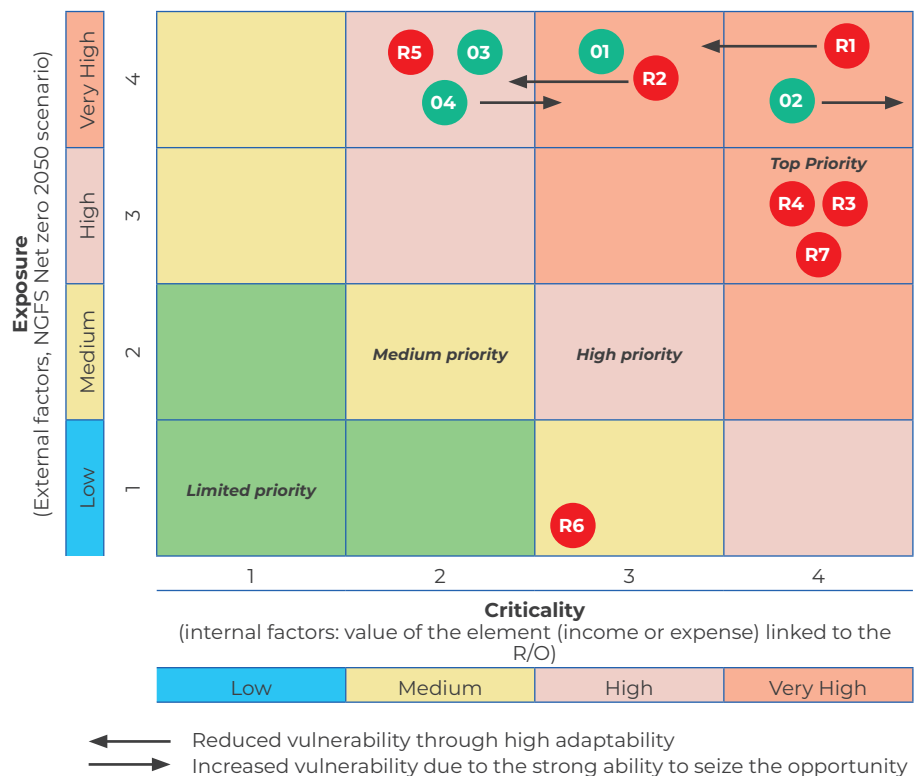 Exposure
(External factors, NGFS Net zero 2050 scenario)
Very High
4
R5
03
01
R1
R2
04
02
High
3
Top Priority
R4
R3
R7
Medium
2
Medium priority
High priority
Low
1
Limited priority
R6
1
2
3
4
Criticality
(internal factors: value of the element (income or expense) linked to the
R/O)
Low
Medium
High
Very High
Reduced vulnerability through high adaptability
Increased vulnerability due to the strong ability to seize the opportunity